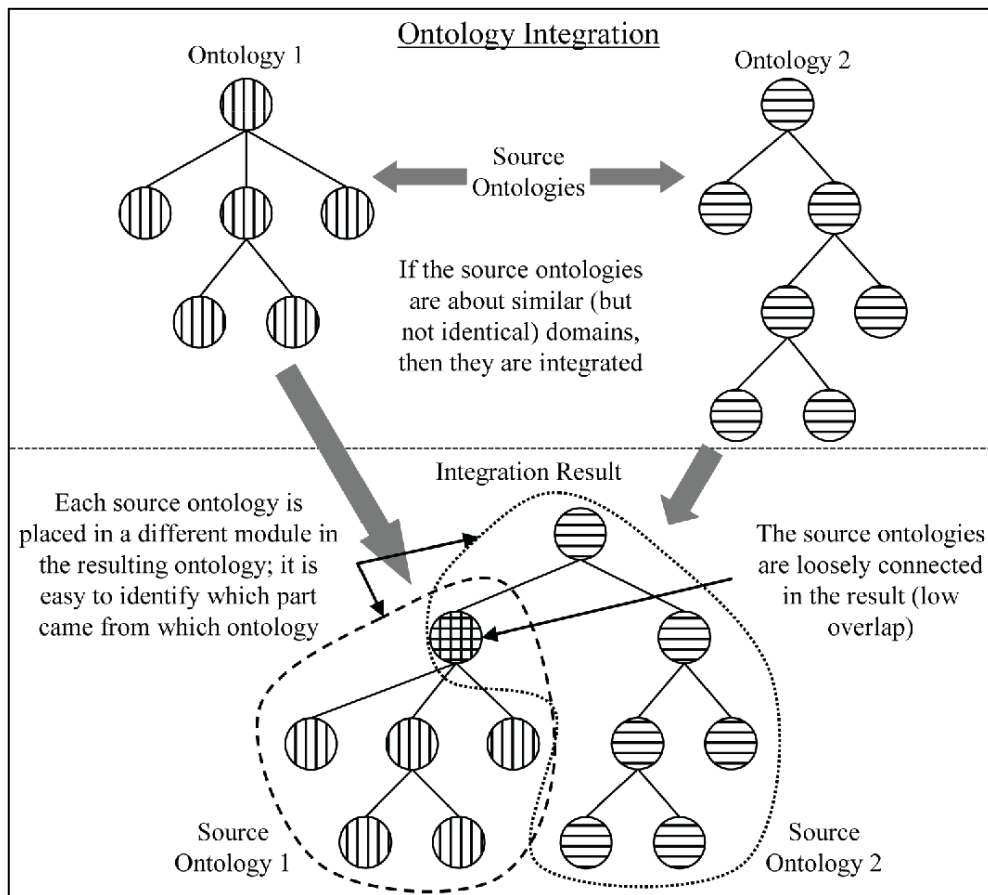 Ontology Integration
Ontology 1
Ontology 2
Source
Ontologies
If the source ontologies
are about similar (but
not identical) domains,
then they are integrated
Integration Result
Each source ontology is
placed in a different module in
the resulting ontology; it is
easy to identify which part
came from which ontology
The source ontologies
are loosely connected
in the result (low
overlap)
Source
Ontology 1
Source
Ontology 2